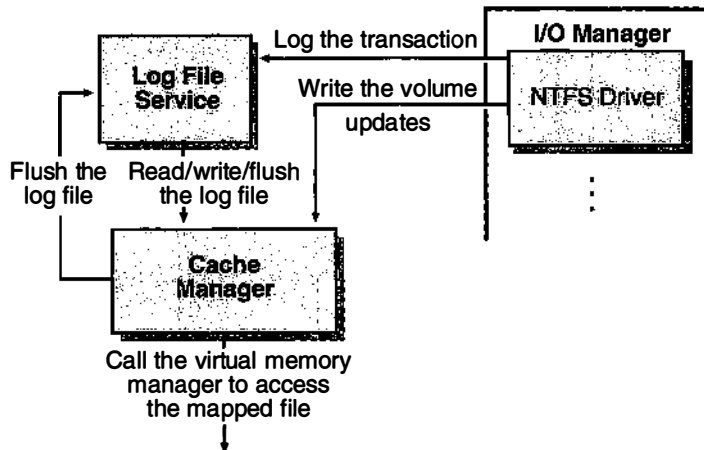 I/O Manager
Log the transaction
Log File
Service
NTFS Driver
Write the volume
updates
Flush the
log file
Read/write/flush
the log file
Cache
Manager
Call the virtual memory
manager to access
the mapped file